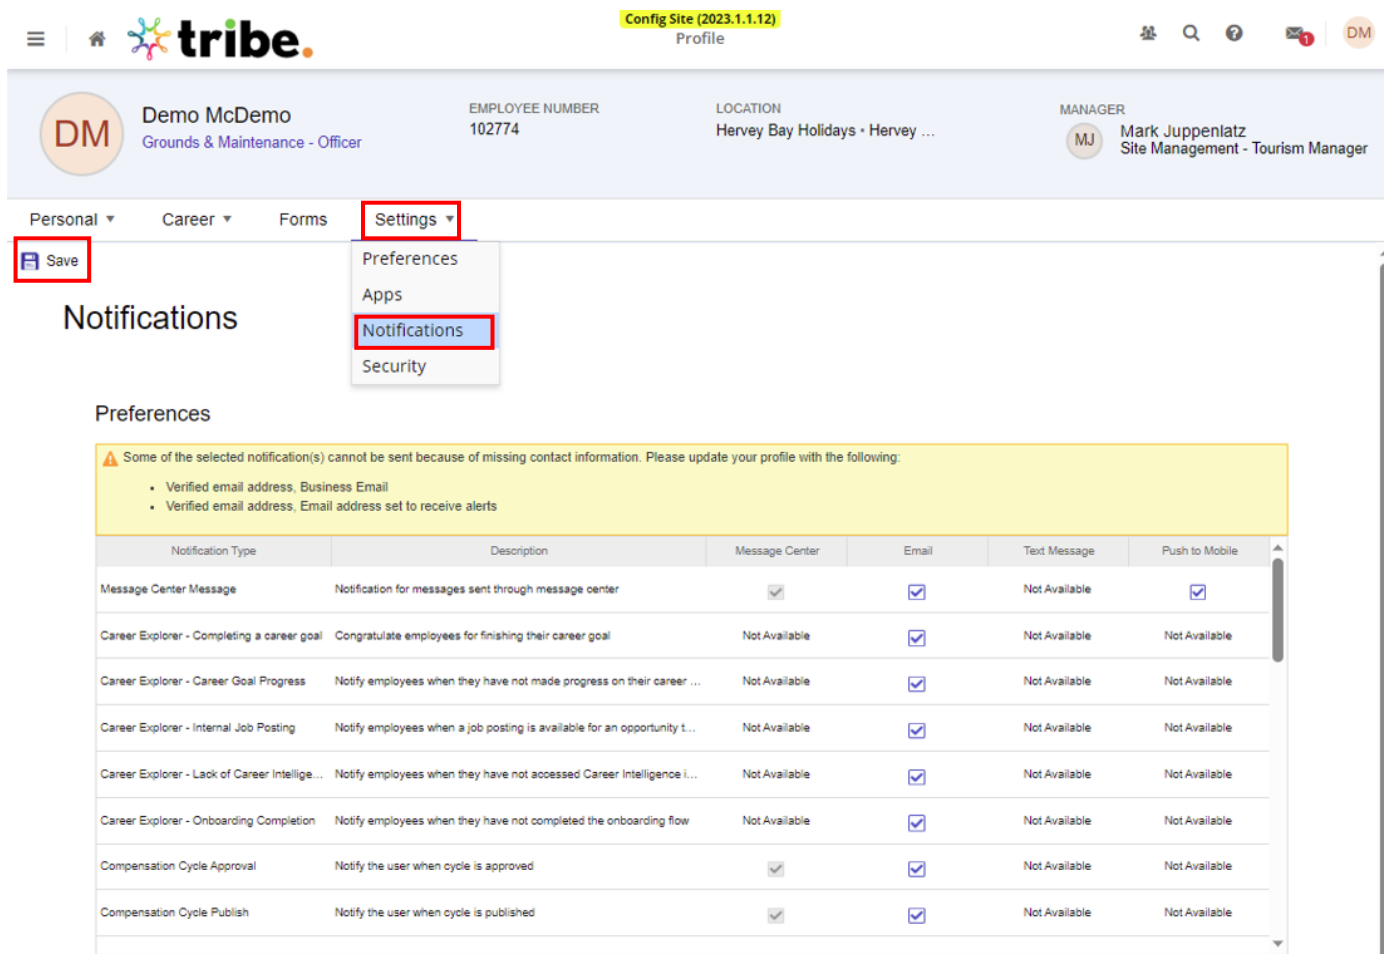 Config Site (2023.1.1.12)
tribe.
Profile
1
DM
DM
Demo McDemo
Grounds & Maintenance - Officer
EMPLOYEE NUMBER
102774
LOCATION
Hervey Bay Holidays • Hervey ...
MANAGER
MJ
Mark Juppenlatz
Site Management - Tourism Manager
Personal Career Forms Settings
Save
Preferences
Apps
Notifications
Security
Notifications
Preferences
Some of the selected notification(s) cannot be sent because of missing contact information. Please update your profile with the following:
• Verified email address, Business Email
• Verified email address, Email address set to receive alerts
Notification Type Description Message Center Email Text Message Push to Mobile
Message Center Message Notification for messages sent through message center Not Available
Career Explorer - Completing a career goal Congratulate employees for finishing their career goal Not Available Not Available Not Available
Career Explorer - Career Goal Progress Notify employees when they have not made progress on their career ... Not Available Not Available Not Available
Career Explorer - Internal Job Posting Notify employees when a job posting is available for an opportunity t... Not Available Not Available Not Available
Career Explorer - Lack of Career Intellige... Notify employees when they have not accessed Career Intelligence i... Not Available Not Available Not Available
Career Explorer - Onboarding Completion Notify employees when they have not completed the onboarding flow Not Available Not Available Not Available
Compensation Cycle Approval Notify the user when cycle is approved Not Available Not Available
Compensation Cycle Publish Notify the user when cycle is published Not Available Not Available